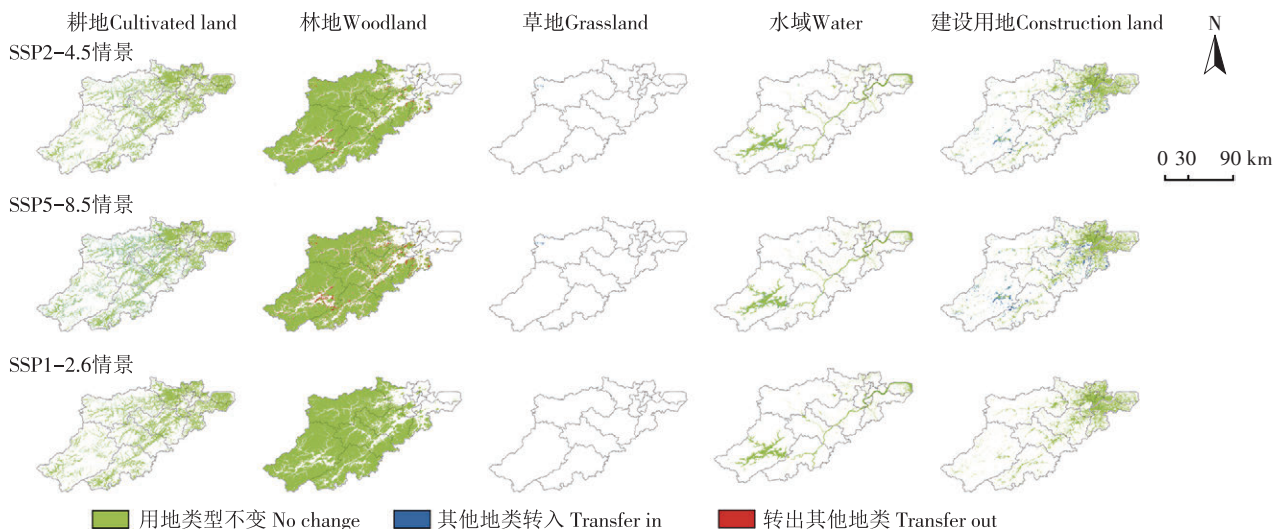 耕地Cultivated land 林地Woodland 草地Grassland 水域Water 建设用地Construction land
N
SSP2-4.5情景
0 30 90 km
SSP5-8.5情景
SSP1-2.6情景
用地类型不变 No change 其他地类转入 Transfer in 转出其他地类 Transfer out